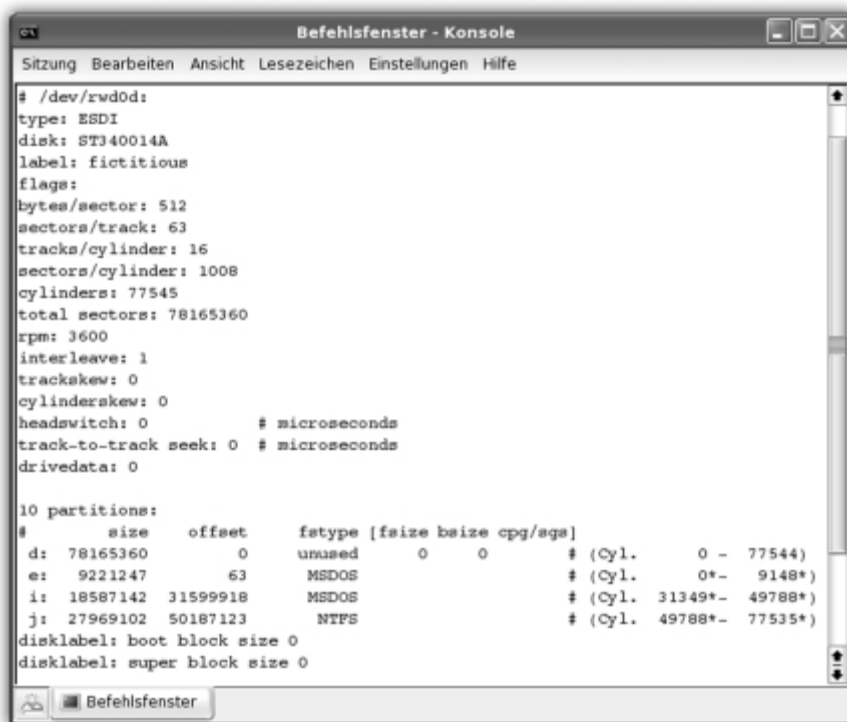 Befehlsfenster - Konsole
Sitzung Bearbeiten Ansicht Lesezeichen Einstellungen Hilfe
# /dev/rwd0d:
type: ESDI
disk: ST340014A
label: fictitious
flags:
bytes/sector: 512
sectors/track: 63
tracks/cylinder: 16
sectors/cylinder: 1008
cylinders: 77545
total sectors: 78165360
rpm: 3600
interleave: 1
trackskew: 0
cylinderskew: 0
headswitch: 0 # microseconds
track-to-track seek: 0 # microseconds
drivedata: 0
10 partitions:
# size offset fstype [fsize bsize cpg/sgs]
d: 78165360 0 unused 0 0 # (Cyl. 0 - 77544)
e: 9221247 63 MSDOS # (Cyl. 0*- 9148*)
i: 18587142 31599918 MSDOS # (Cyl. 31349*- 49788*)
j: 27969102 50187123 NTFS # (Cyl. 49788*- 77535*)
disklabel: boot block size 0
disklabel: super block size 0
Befehlsfenster